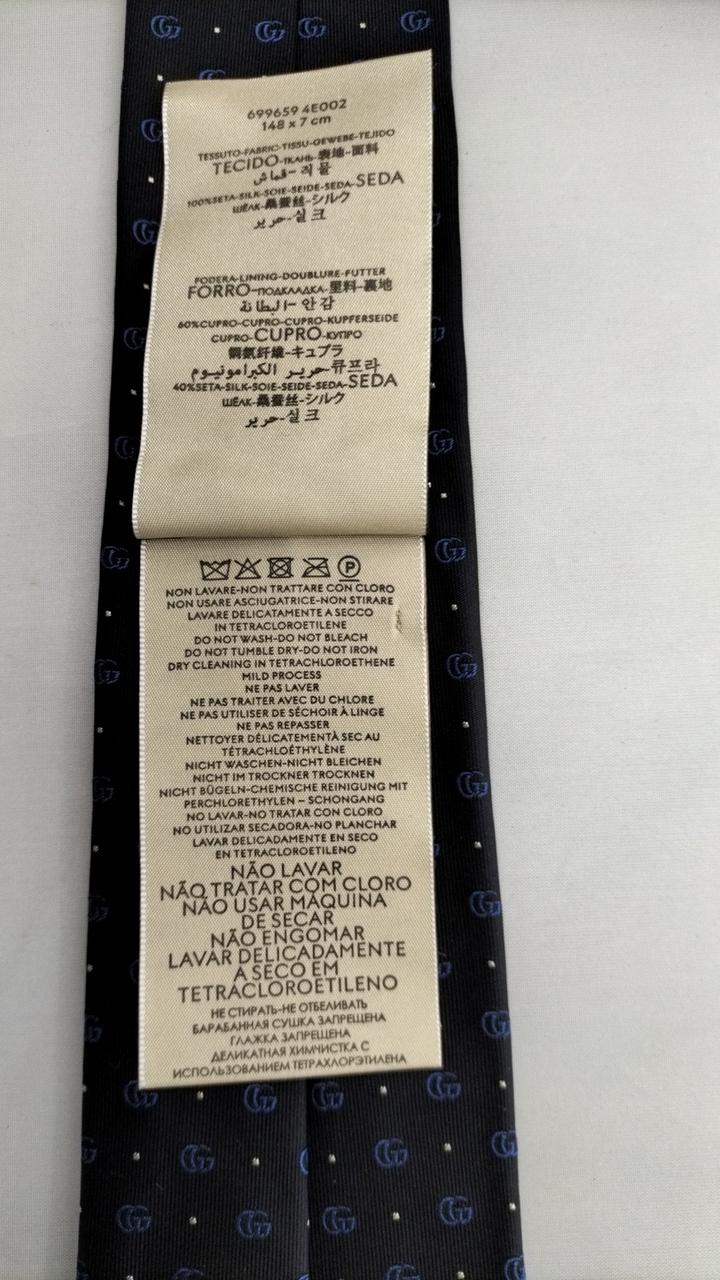 699659 4E002
148 x 7 cm
TESSUTO-FABRIC-TISSU-GEWEBE-TEJIDO
TECIDO-ТКАНЬ-表地-面料
قماش-직물
100%SETA-SILK-SOIE-SEIDE-SEDA-SEDA
ШЁЛК-桑蚕丝-シルク
حرير-실크
FODERA-LINING-DOUBLURE-FUTTER
FORRO-ПОДКЛАДКА-里料-裏地
البطانة-안감
60%CUPRO-CUPRO-CUPRO-KUPFERSEIDE
CUPRO-CUPRO-КУПРО
銅氨纤维-キュプラ
حرير الكبرامونيوم-큐프라
40%SETA-SILK-SOIE-SEIDE-SEDA-SEDA
ШЁЛК-桑蚕丝-シルク
حرير-실크
P
NON LAVARE-NON TRATTARE CON CLORO
NON USARE ASCIUGATRICE-NON STIRARE
LAVARE DELICATAMENTE A SECCO
IN TETRACLOROETILENE
DO NOT WASH-DO NOT BLEACH
DO NOT TUMBLE DRY-DO NOT IRON
DRY CLEANING IN TETRACHLOROETHENE
MILD PROCESS
NE PAS LAVER
NE PAS TRAITER AVEC DU CHLORE
NE PAS UTILISER DE SÉCHOIR À LINGE
NE PAS REPASSER
NETTOYER DÉLICATEMENTÀ SEC AU
TÉTRACHLOÉTHYLÈNE
NICHT WASCHEN-NICHT BLEICHEN
NICHT IM TROCKNER TROCKNEN
NICHT BÜGELN-CHEMISCHE REINIGUNG MIT
PERCHLORETHYLEN – SCHONGANG
NO LAVAR-NO TRATAR CON CLORO
NO UTILIZAR SECADORA-NO PLANCHAR
LAVAR DELICADAMENTE EN SECO
EN TETRACLOROETILENO
NÃO LAVAR
NÃO TRATAR COM CLORO
NÃO USAR MÁQUINA
DE SECAR
NÃO ENGOMAR
LAVAR DELICADAMENTE
A SECO EM
TETRACLOROETILENO
НЕ СТИРАТЬ-НЕ ОТБЕЛИВАТЬ
БАРАБАННАЯ СУШКА ЗАПРЕЩЕНА
ГЛАЖКА ЗАПРЕЩЕНА
ДЕЛИКАТНАЯ ХИМЧИСТКА С
ИСПОЛЬЗОВАНИЕМ ТЕТРАХЛОРЭТИЛЕНА